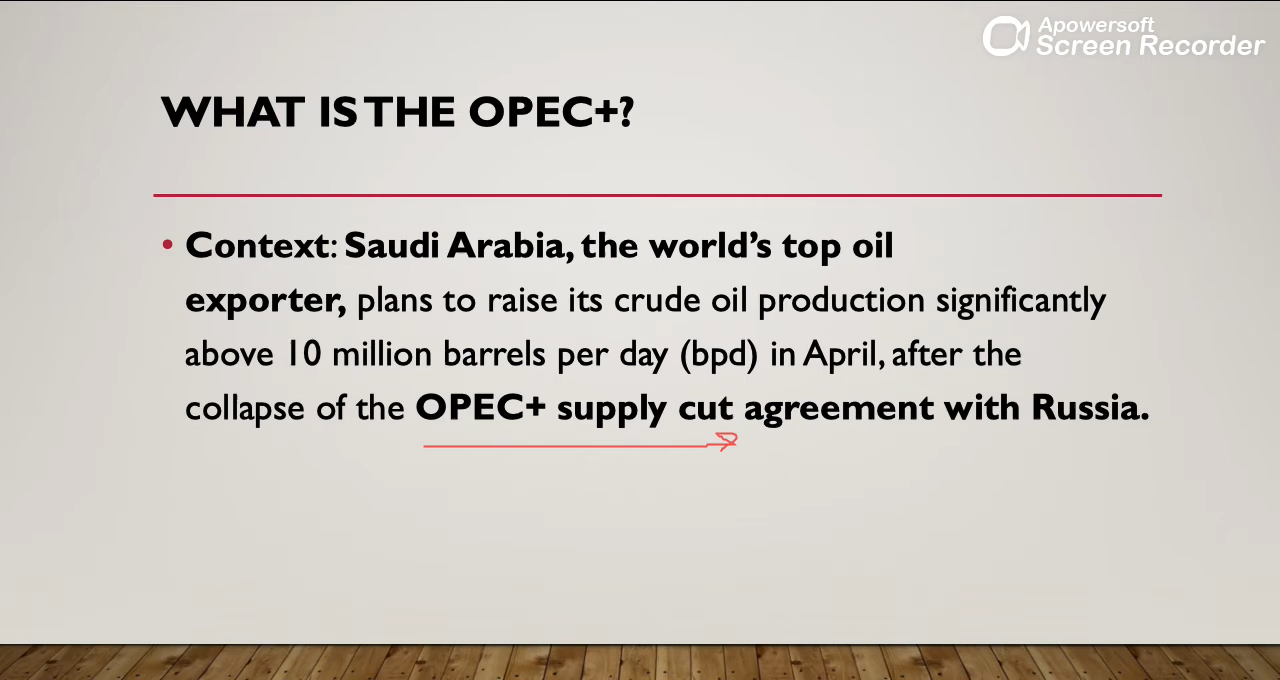 Apowersoft
Screen Recorder
WHAT IS THE OPEC+?
• Context: Saudi Arabia, the world’s top oil
exporter, plans to raise its crude oil production significantly
above 10 million barrels per day (bpd) in April, after the
collapse of the OPEC+ supply cut agreement with Russia.